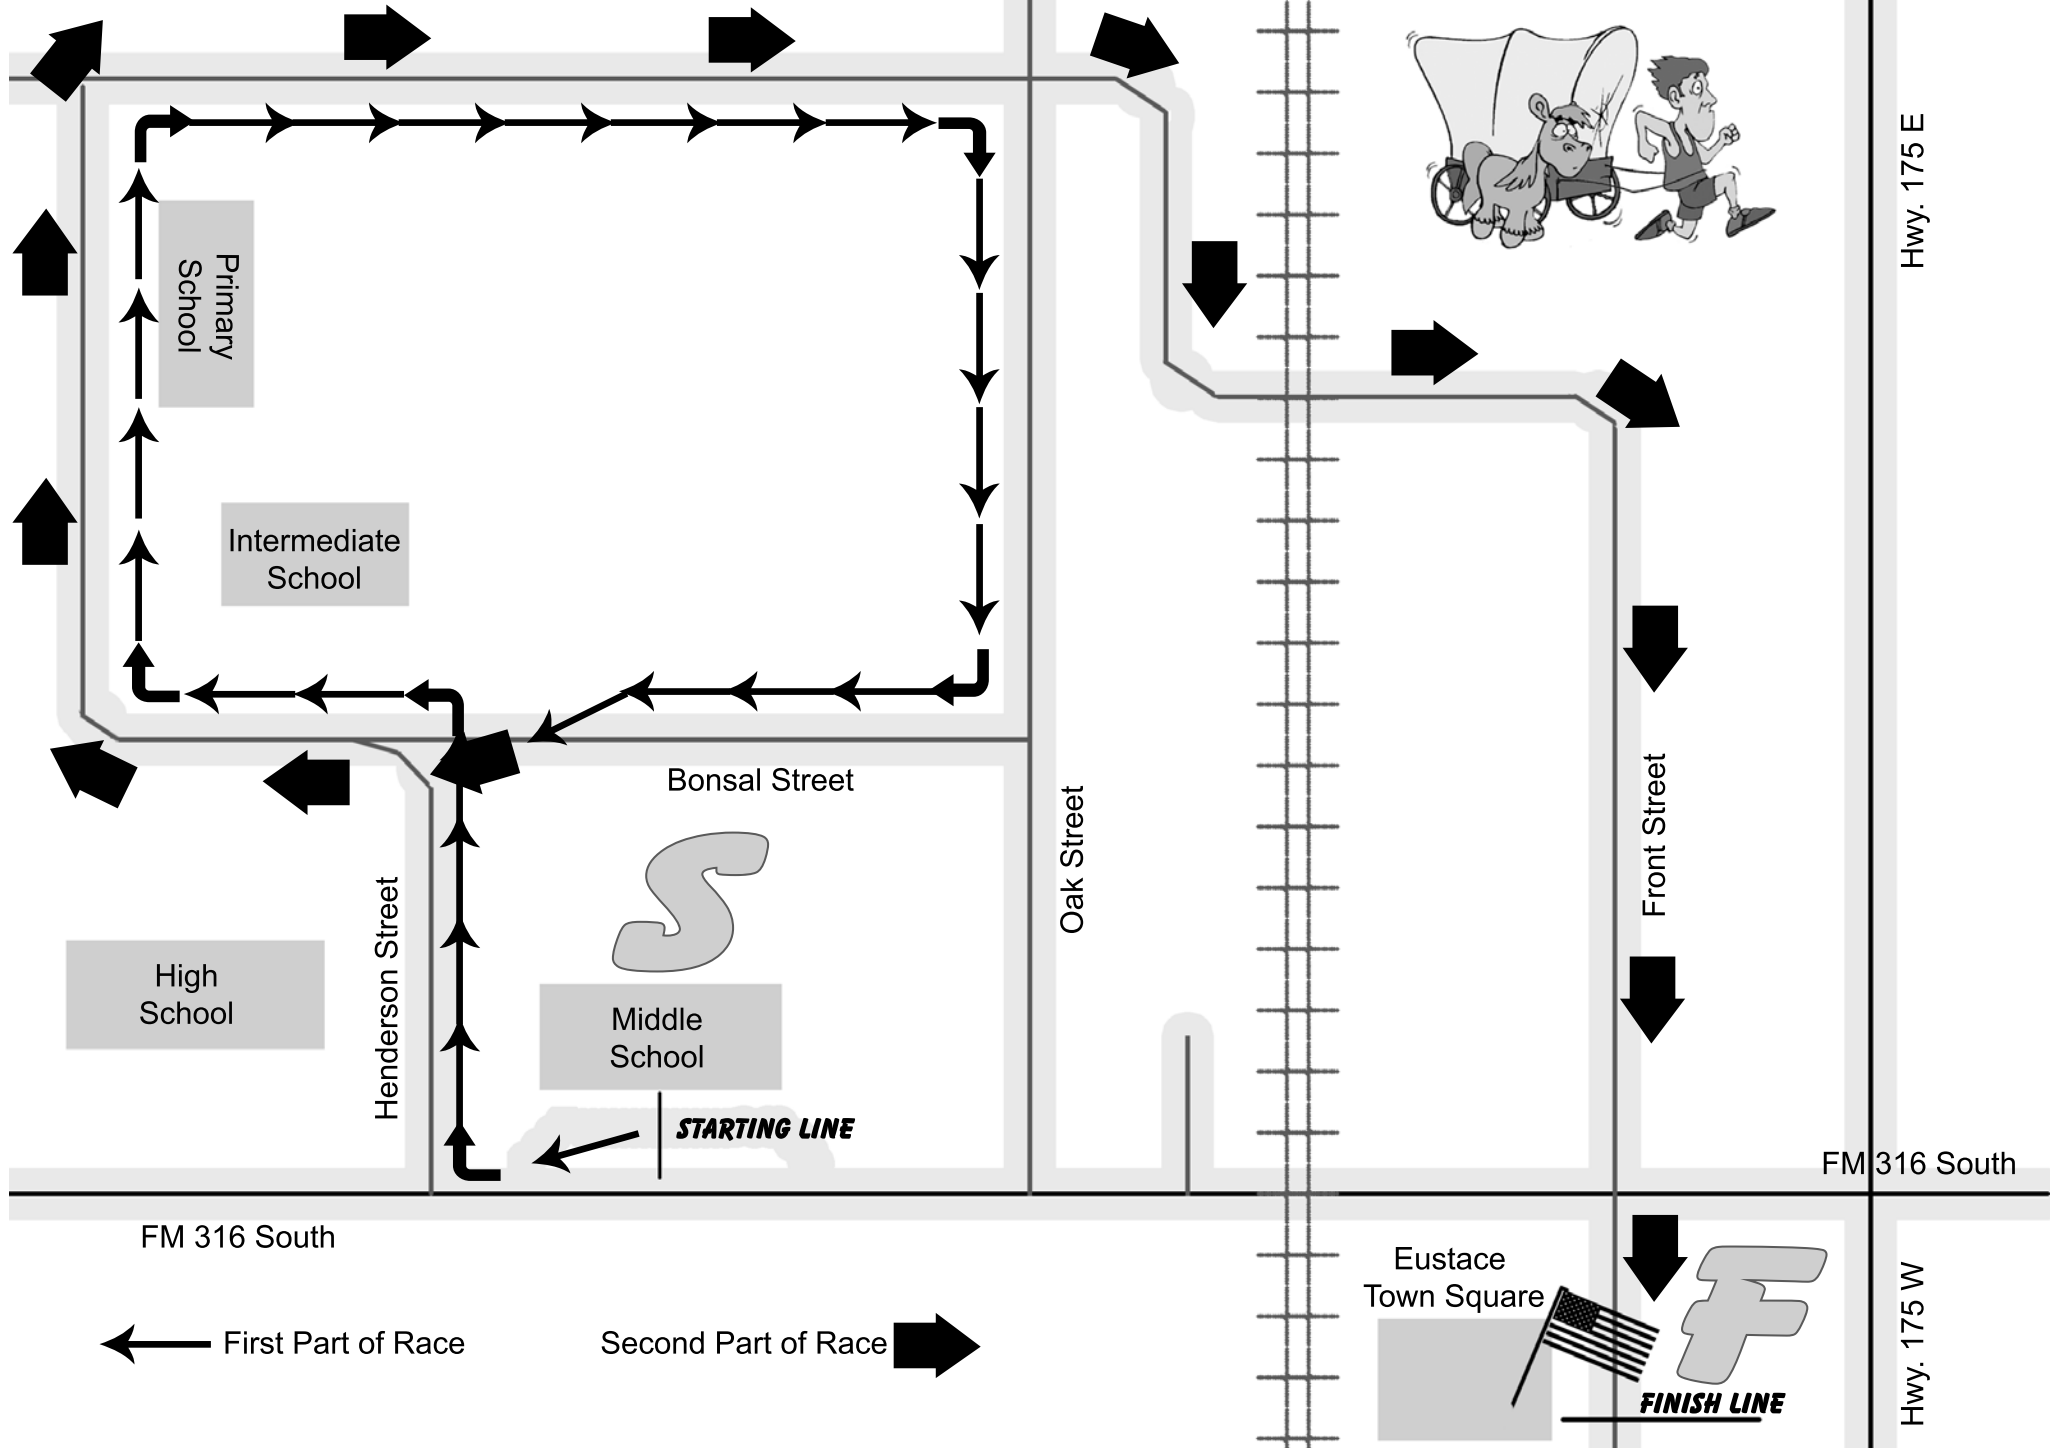 Hwy. 175 E
Primary
School
Intermediate
School
Bonsal Street
S
Oak Street
Front Street
Henderson Street
High
School
Middle
School
STARTING LINE
FM 316 South
FM 316 South
Eustace
Town Square
F
Hwy. 175 W
First Part of Race
Second Part of Race
FINISH LINE